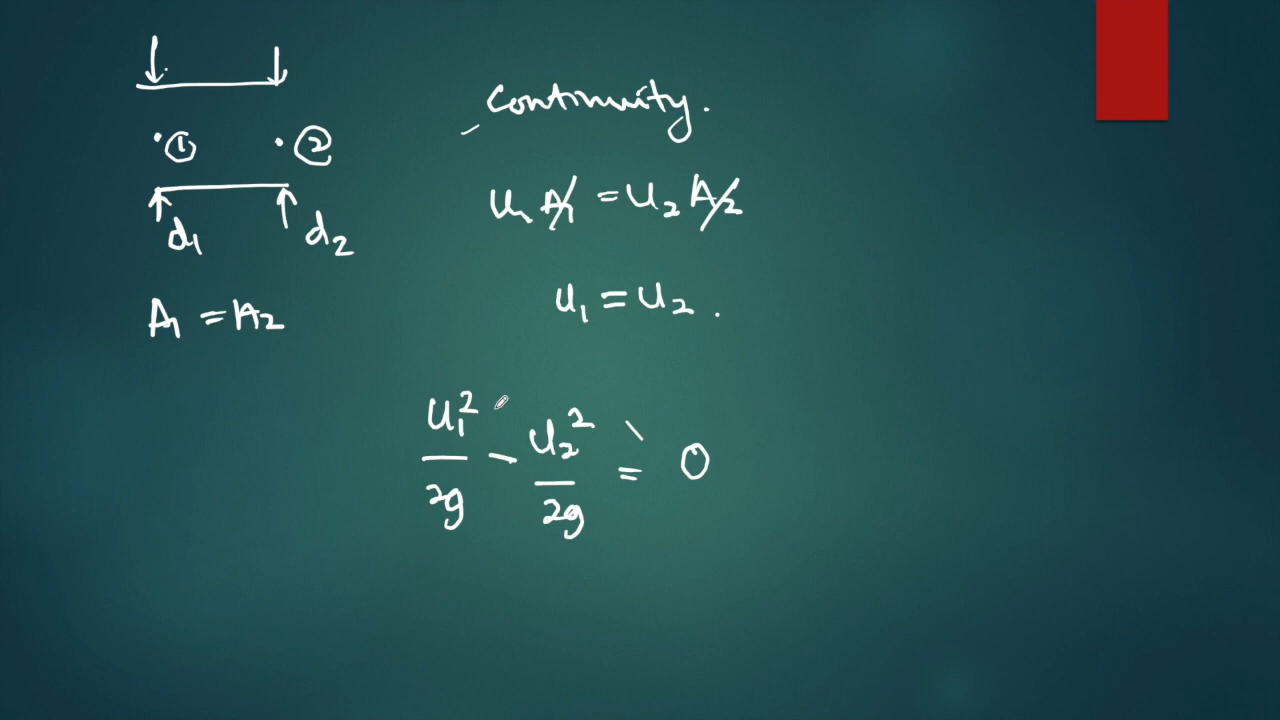 ① ②
d₁ d₂
A₁ = A₂
Continuity.
u₁ A₁ = u₂ A₂
u₁ = u₂.
u₁²/2g - u₂²/2g = 0